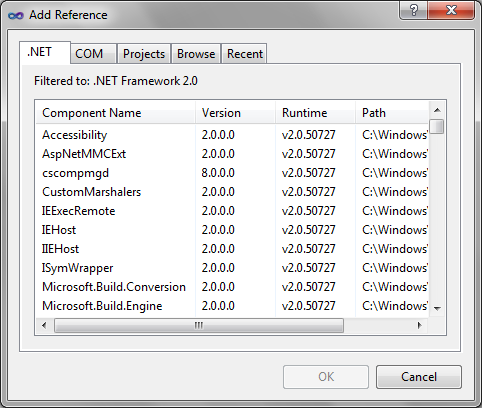 Add Reference
.NET COM Projects Browse Recent
Filtered to: .NET Framework 2.0
Component Name Version Runtime Path
Accessibility 2.0.0.0 v2.0.50727 C:\Windows\
AspNetMMCExt 2.0.0.0 v2.0.50727 C:\Windows\
cscompmgd 8.0.0.0 v2.0.50727 C:\Windows\
CustomMarshalers 2.0.0.0 v2.0.50727 C:\Windows\
IEExecRemote 2.0.0.0 v2.0.50727 C:\Windows\
IEHost 2.0.0.0 v2.0.50727 C:\Windows\
IIEHost 2.0.0.0 v2.0.50727 C:\Windows\
ISymWrapper 2.0.0.0 v2.0.50727 C:\Windows\
Microsoft.Build.Conversion 2.0.0.0 v2.0.50727 C:\Windows\
Microsoft.Build.Engine 2.0.0.0 v2.0.50727 C:\Windows\
OK Cancel